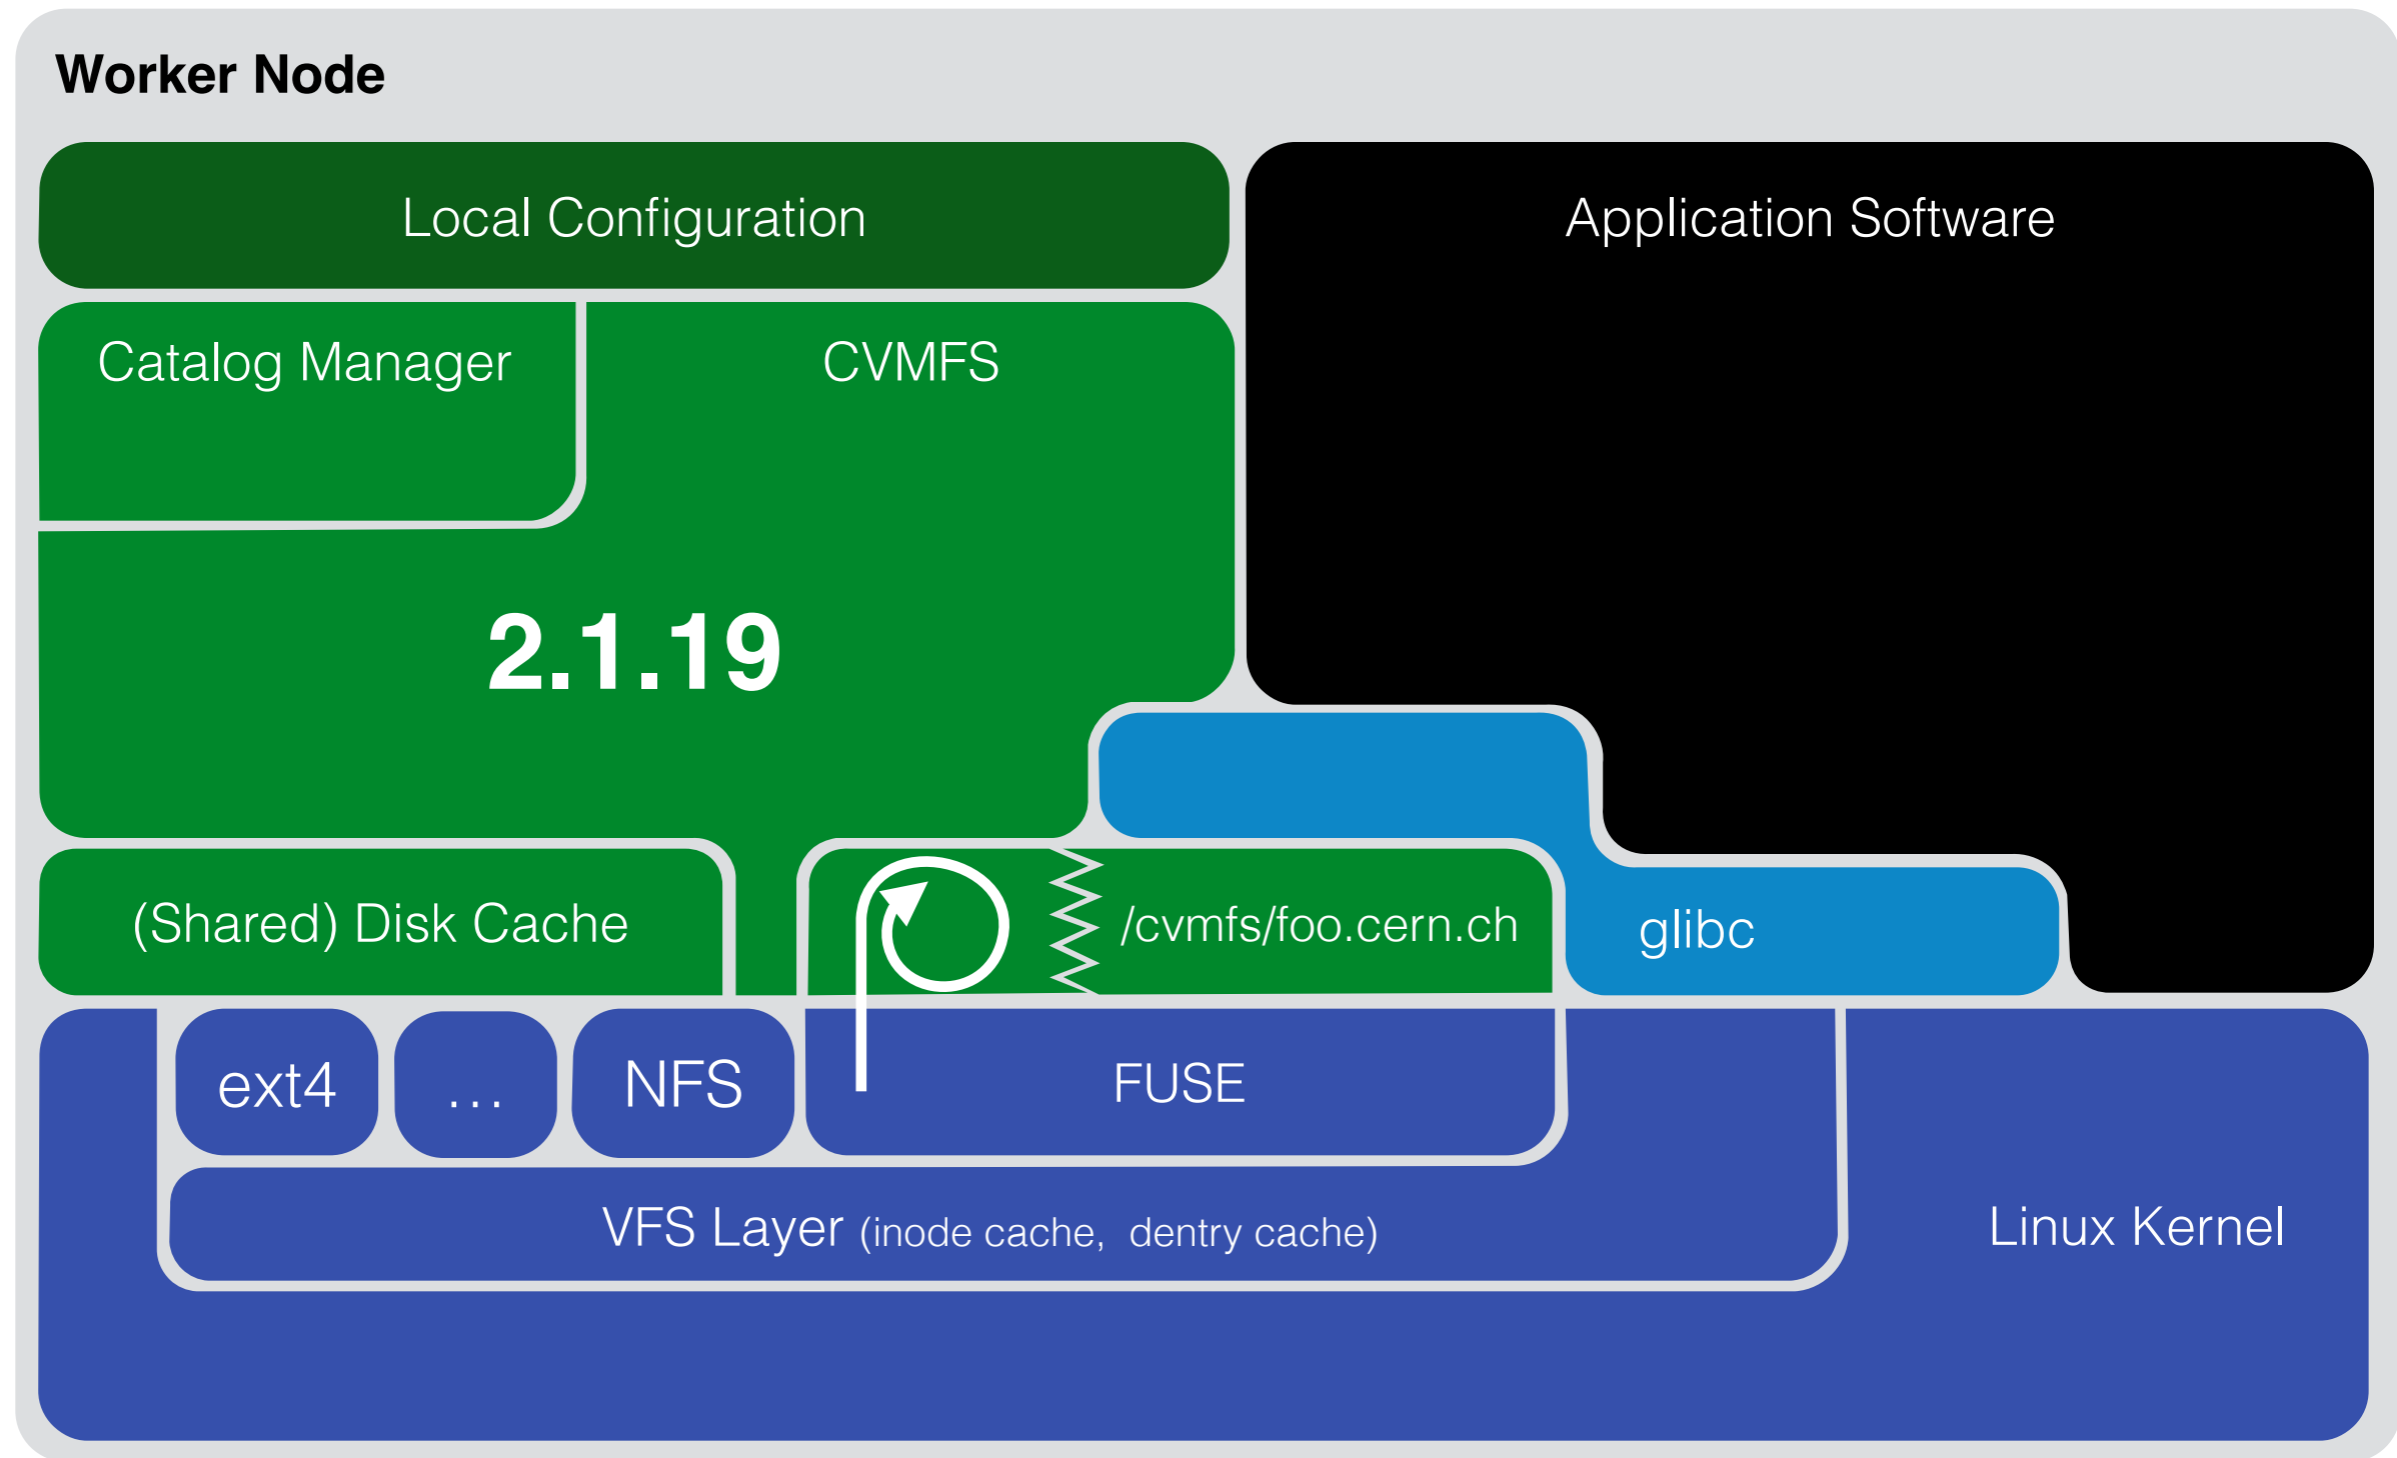 Worker Node
Local Configuration
Application Software
Catalog Manager
CVMFS
2.1.19
(Shared) Disk Cache
/cvmfs/foo.cern.ch
glibc
ext4
...
NFS
FUSE
VFS Layer (inode cache, dentry cache)
Linux Kernel